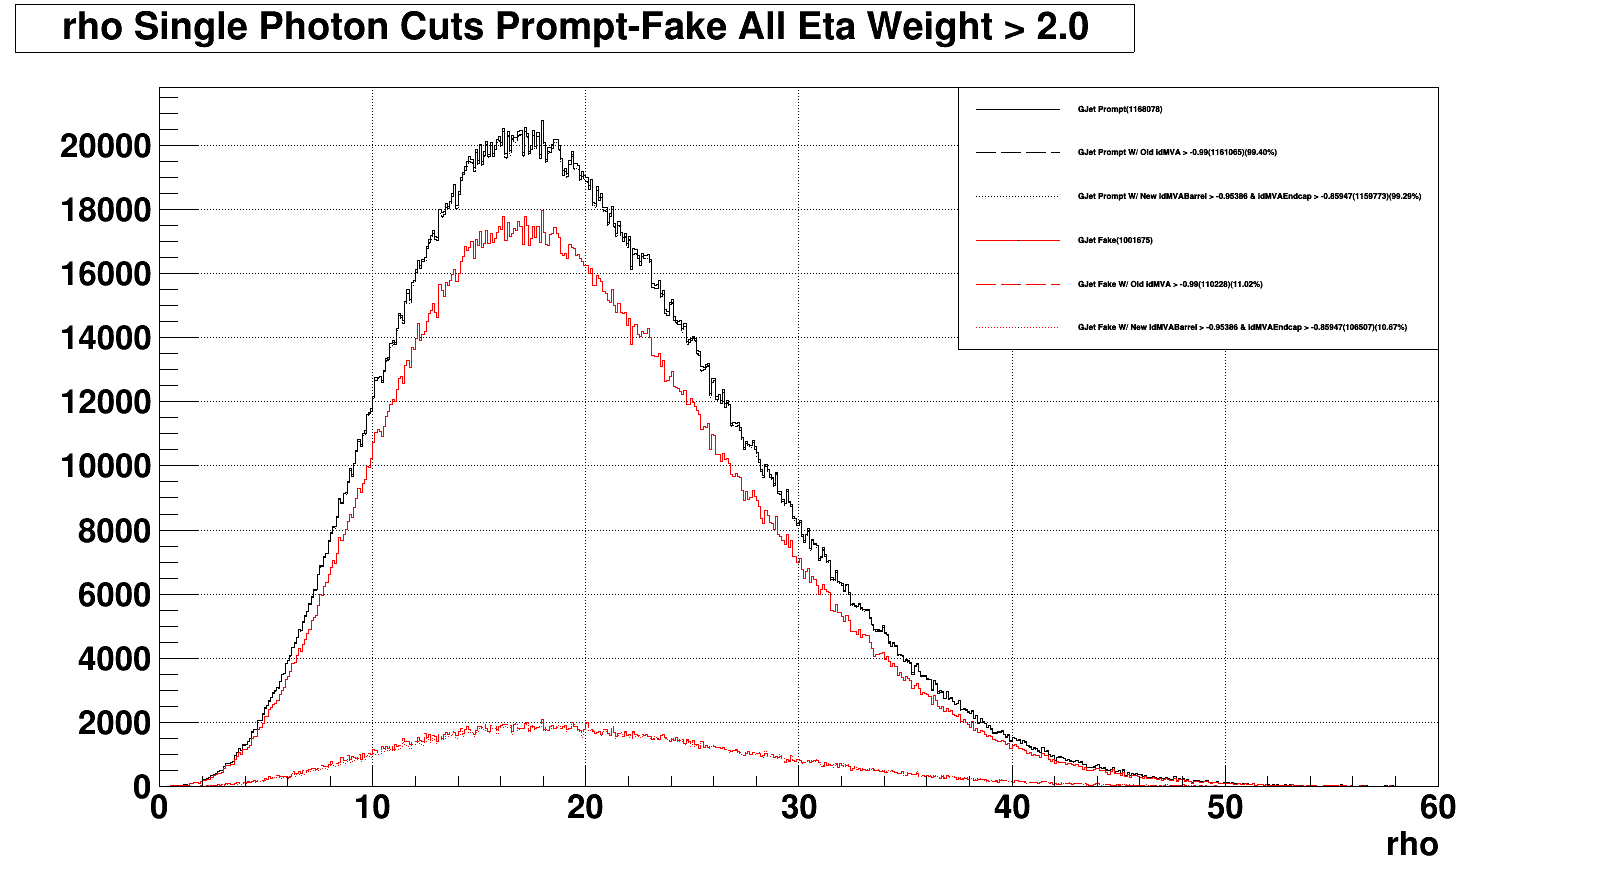 rho Single Photon Cuts Prompt-Fake All Eta Weight > 2.0
GJet Prompt(1168078)
GJet Prompt W/ Old idMVA > -0.99(1161065)(99.40%)
GJet Prompt W/ New idMVABarrel > -0.95386 & idMVAEndcap > -0.85947(1159773)(99.29%)
GJet Fake(1001675)
GJet Fake W/ Old idMVA > -0.99(110228)(11.02%)
GJet Fake W/ New idMVABarrel > -0.95386 & idMVAEndcap > -0.85947(106507)(10.67%)
20000
18000
16000
14000
12000
10000
8000
6000
4000
2000
0
0 10 20 30 40 50 60
rho